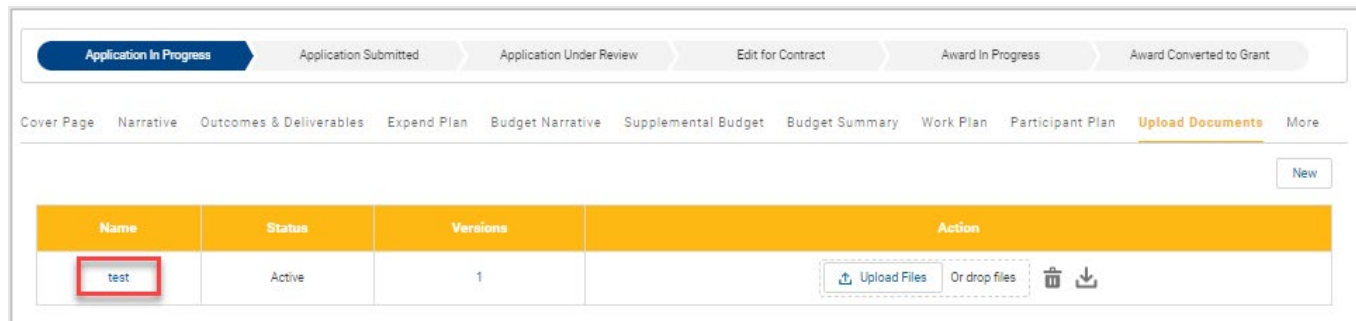 Application In Progress Application Submitted Application Under Review Edit for Contract Award In Progress Award Converted to Grant
Cover Page Narrative Outcomes & Deliverables Expend Plan Budget Narrative Supplemental Budget Budget Summary Work Plan Participant Plan Upload Documents More
New
Name Status Versions Action
test Active 1 Upload Files Or drop files